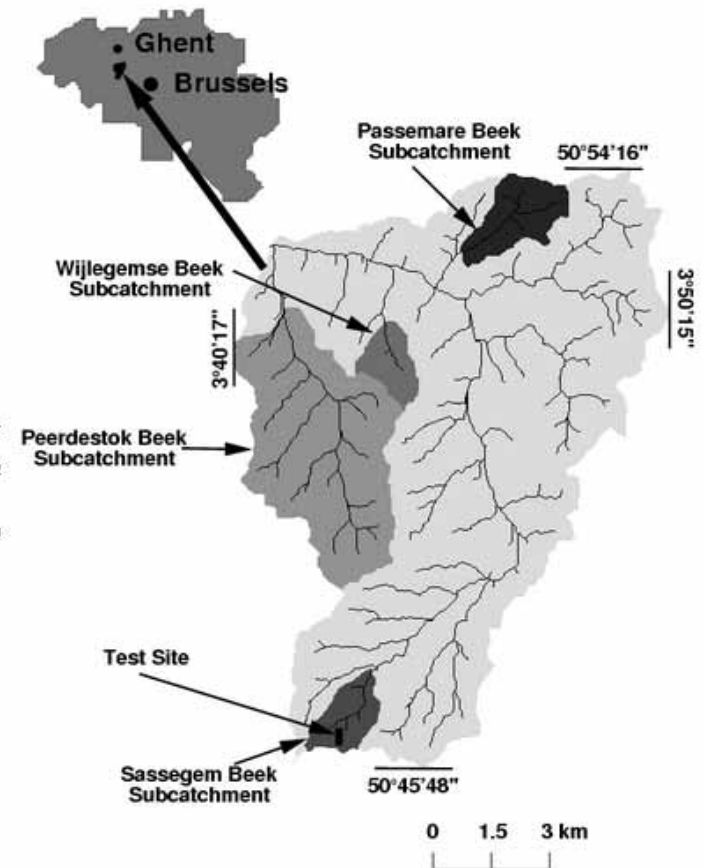 Ghent
Brussels
Passemare Beek
Subcatchment
50°54'16"
Wijlegemse Beek
Subcatchment
3°50'15"
3°40'17"
Peerdestok Beek
Subcatchment
Test Site
Sassegem Beek
Subcatchment
50°45'48"
0 1.5 3 km